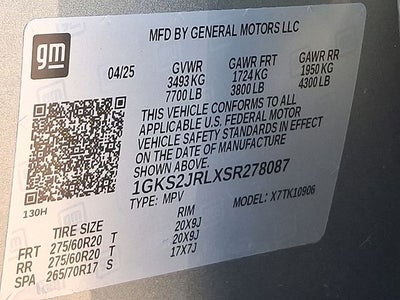 gm
MFD BY GENERAL MOTORS LLC
04/25 GVWR GAWR FRT GAWR RR
3493 KG 1724 KG 1950 KG
7700 LB 3800 LB 4300 LB
THIS VEHICLE CONFORMS TO ALL
APPLICABLE U.S. FEDERAL MOTOR
VEHICLE SAFETY STANDARDS IN EFFECT
ON THE DATE OF MANUFACTURE
SHOWN ABOVE.
1GKS2JRLXSR278087
TYPE: MPV MODEL: X7TK10906
130H
TIRE SIZE RIM
FRT 275/60R20 T 20X9J
RR 275/60R20 T 20X9J
SPA 265/70R17 S 17X7J